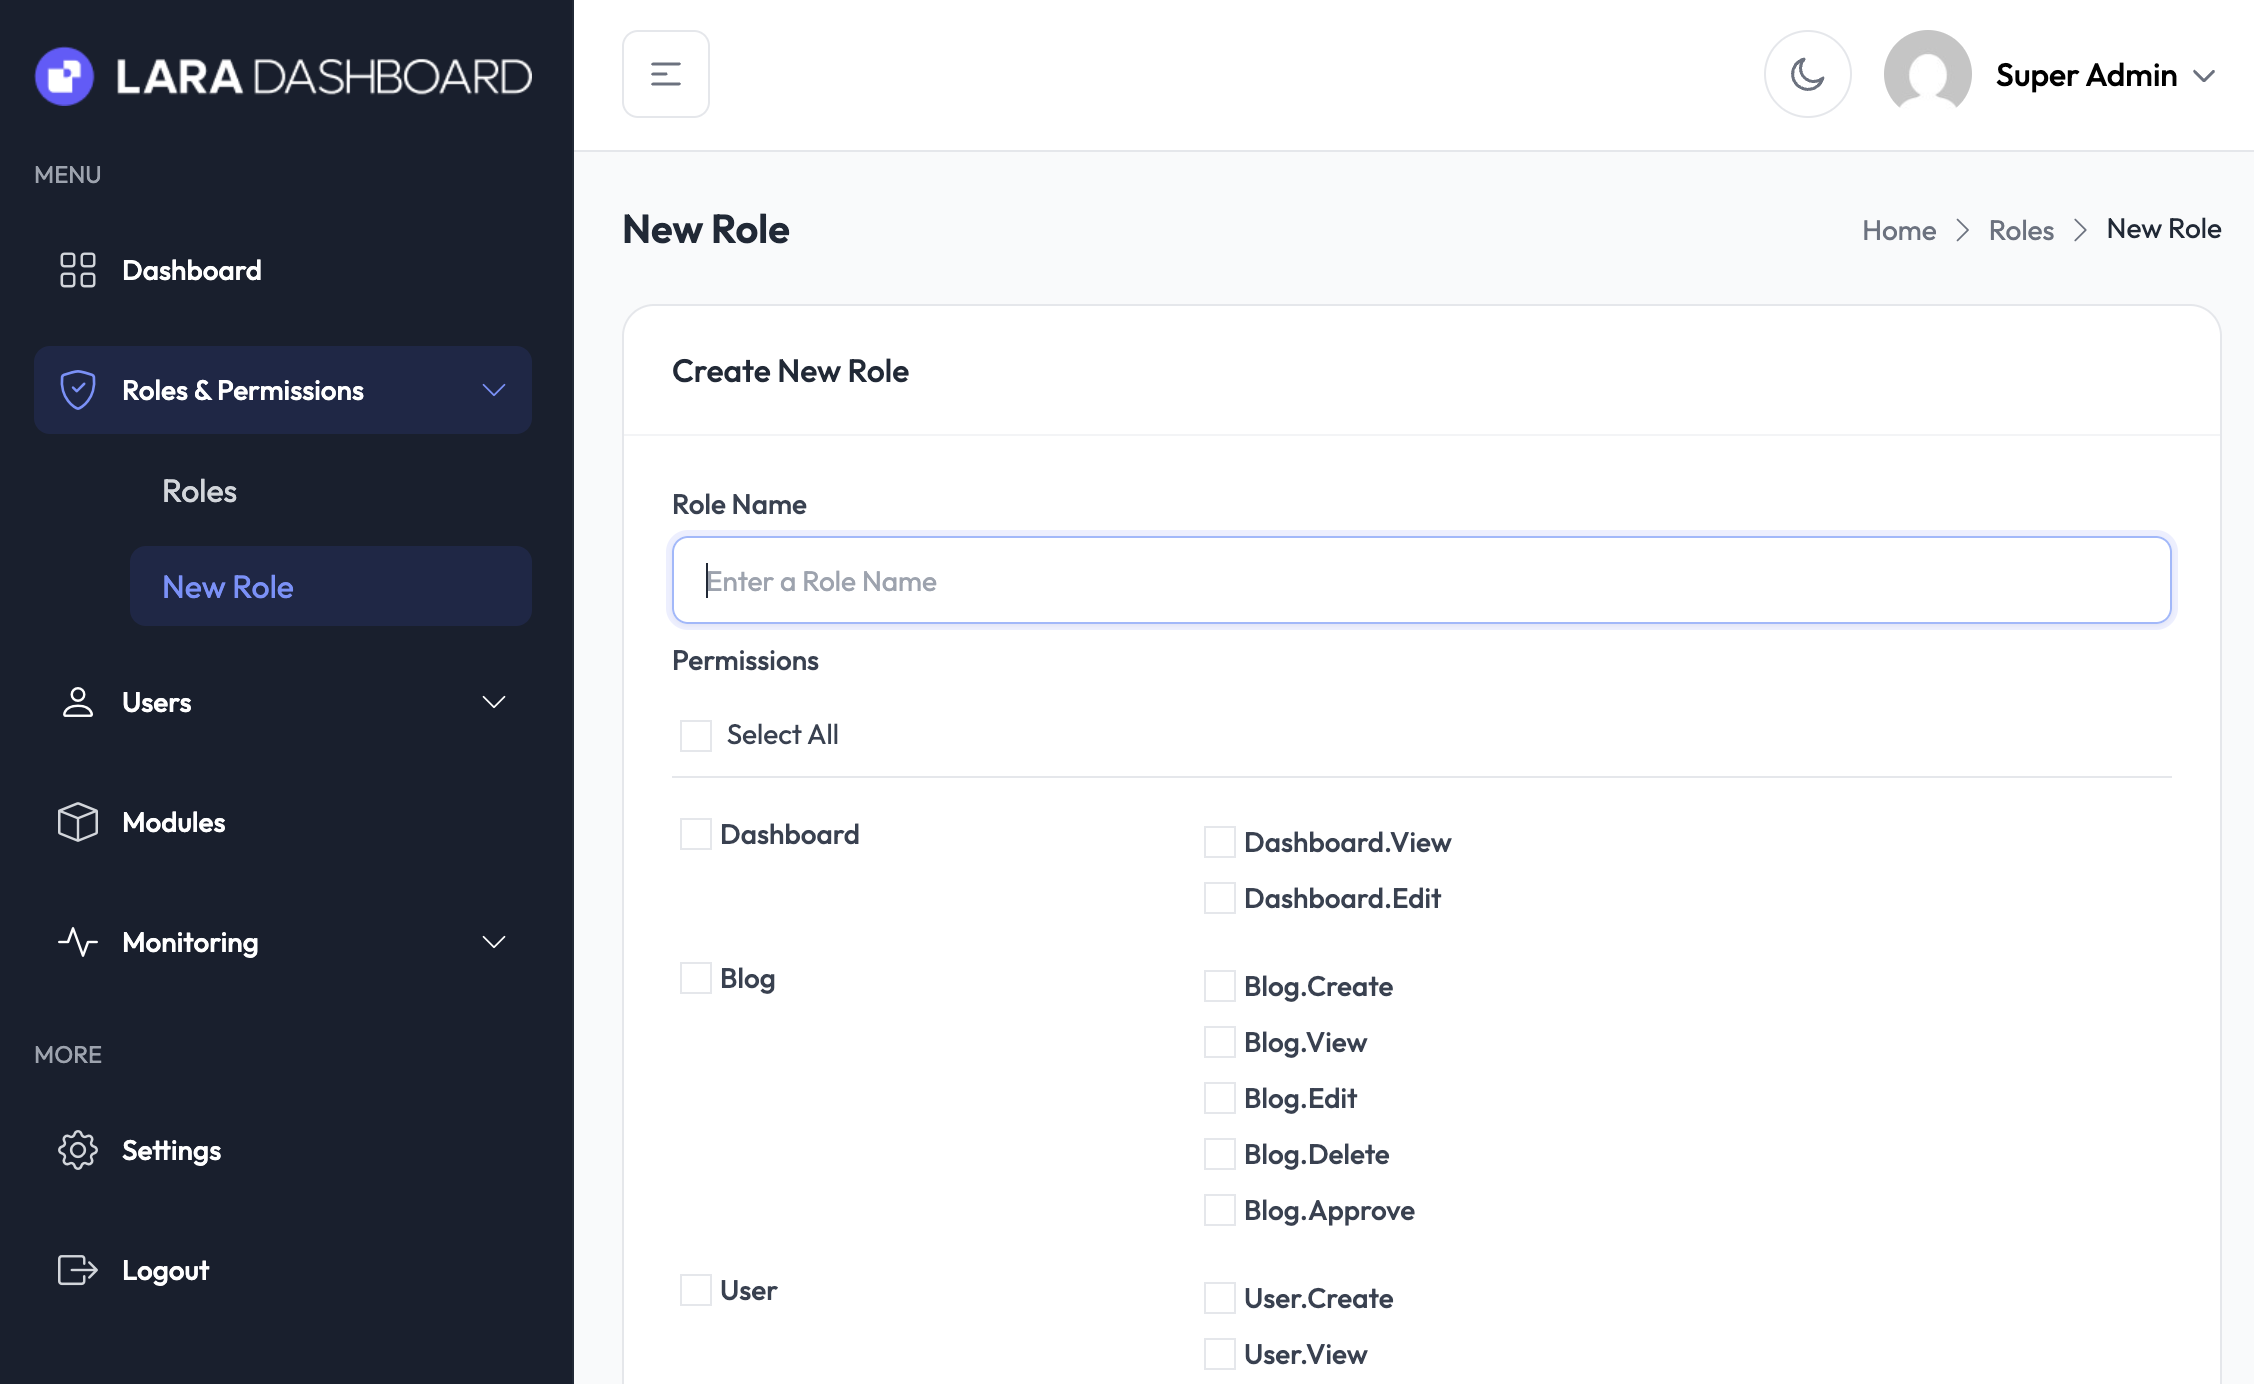 LARA DASHBOARD
MENU
Dashboard
Roles & Permissions
Roles
New Role
Users
Modules
Monitoring
MORE
Settings
Logout
Super Admin
New Role
Home > Roles > New Role
Create New Role
Role Name
Enter a Role Name
Permissions
Select All
Dashboard
Dashboard.View
Dashboard.Edit
Blog
Blog.Create
Blog.View
Blog.Edit
Blog.Delete
Blog.Approve
User
User.Create
User.View